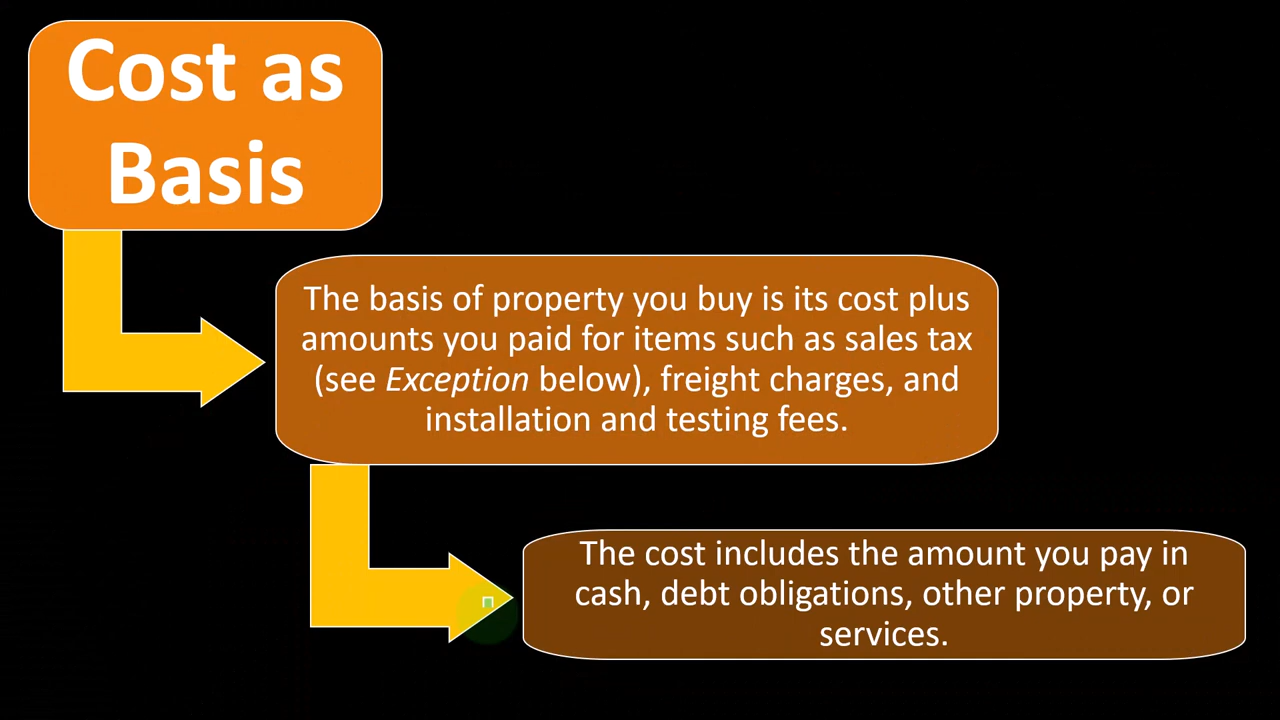 Cost as
Basis
The basis of property you buy is its cost plus
amounts you paid for items such as sales tax
(see Exception below), freight charges, and
installation and testing fees.
The cost includes the amount you pay in
cash, debt obligations, other property, or
services.